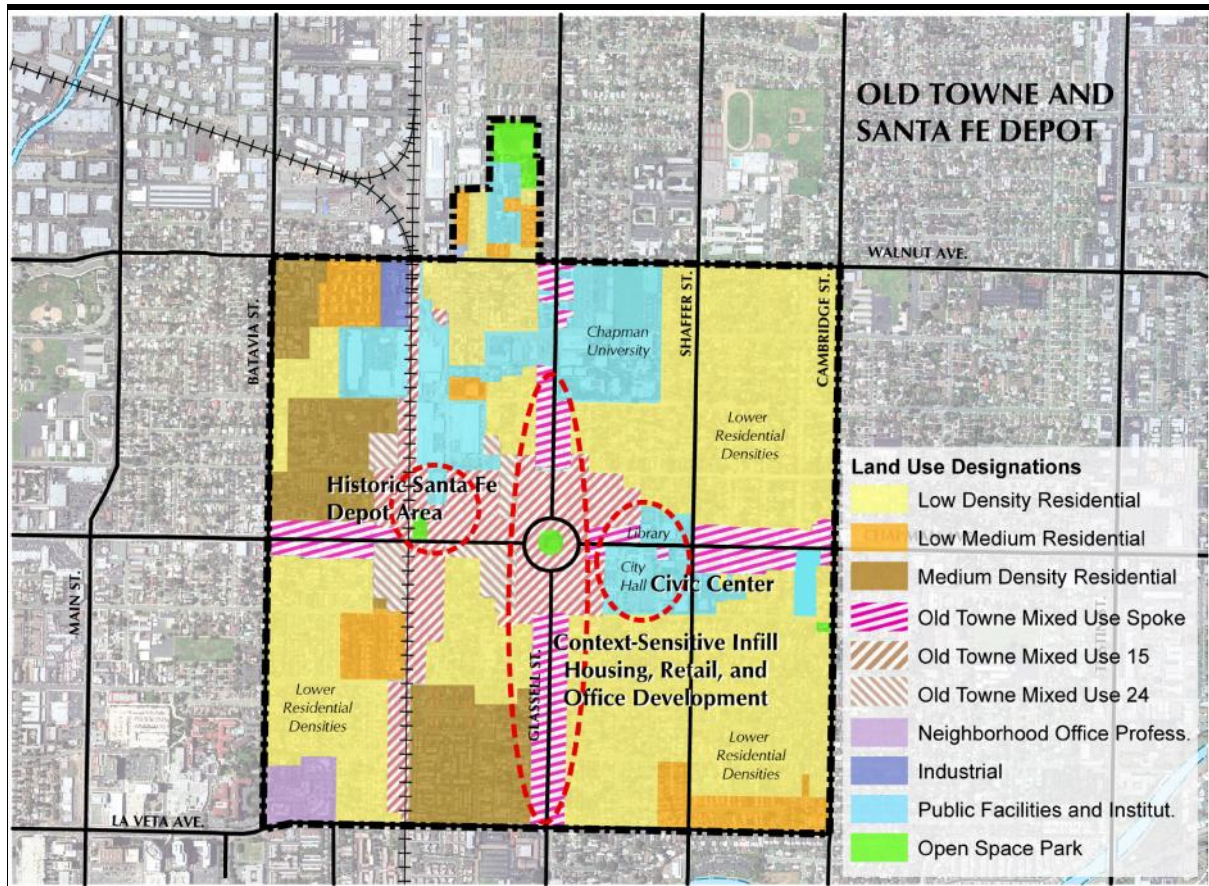 OLD TOWNE AND
SANTA FE DEPOT
WALNUT AVE.
BATAVIA ST.
SHAFFER ST.
CAMBRIDGE ST.
Chapman
University
Lower
Residential
Densities
Historic Santa Fe
Depot Area
Library
City
Hall
Civic Center
MAIN ST.
GLASSELL ST.
Context-Sensitive Infill
Housing, Retail, and
Office Development
Lower
Residential
Densities
Lower
Residential
Densities
LA VETA AVE.
Land Use Designations
Low Density Residential
Low Medium Residential
Medium Density Residential
Old Towne Mixed Use Spoke
Old Towne Mixed Use 15
Old Towne Mixed Use 24
Neighborhood Office Profess.
Industrial
Public Facilities and Institut.
Open Space Park